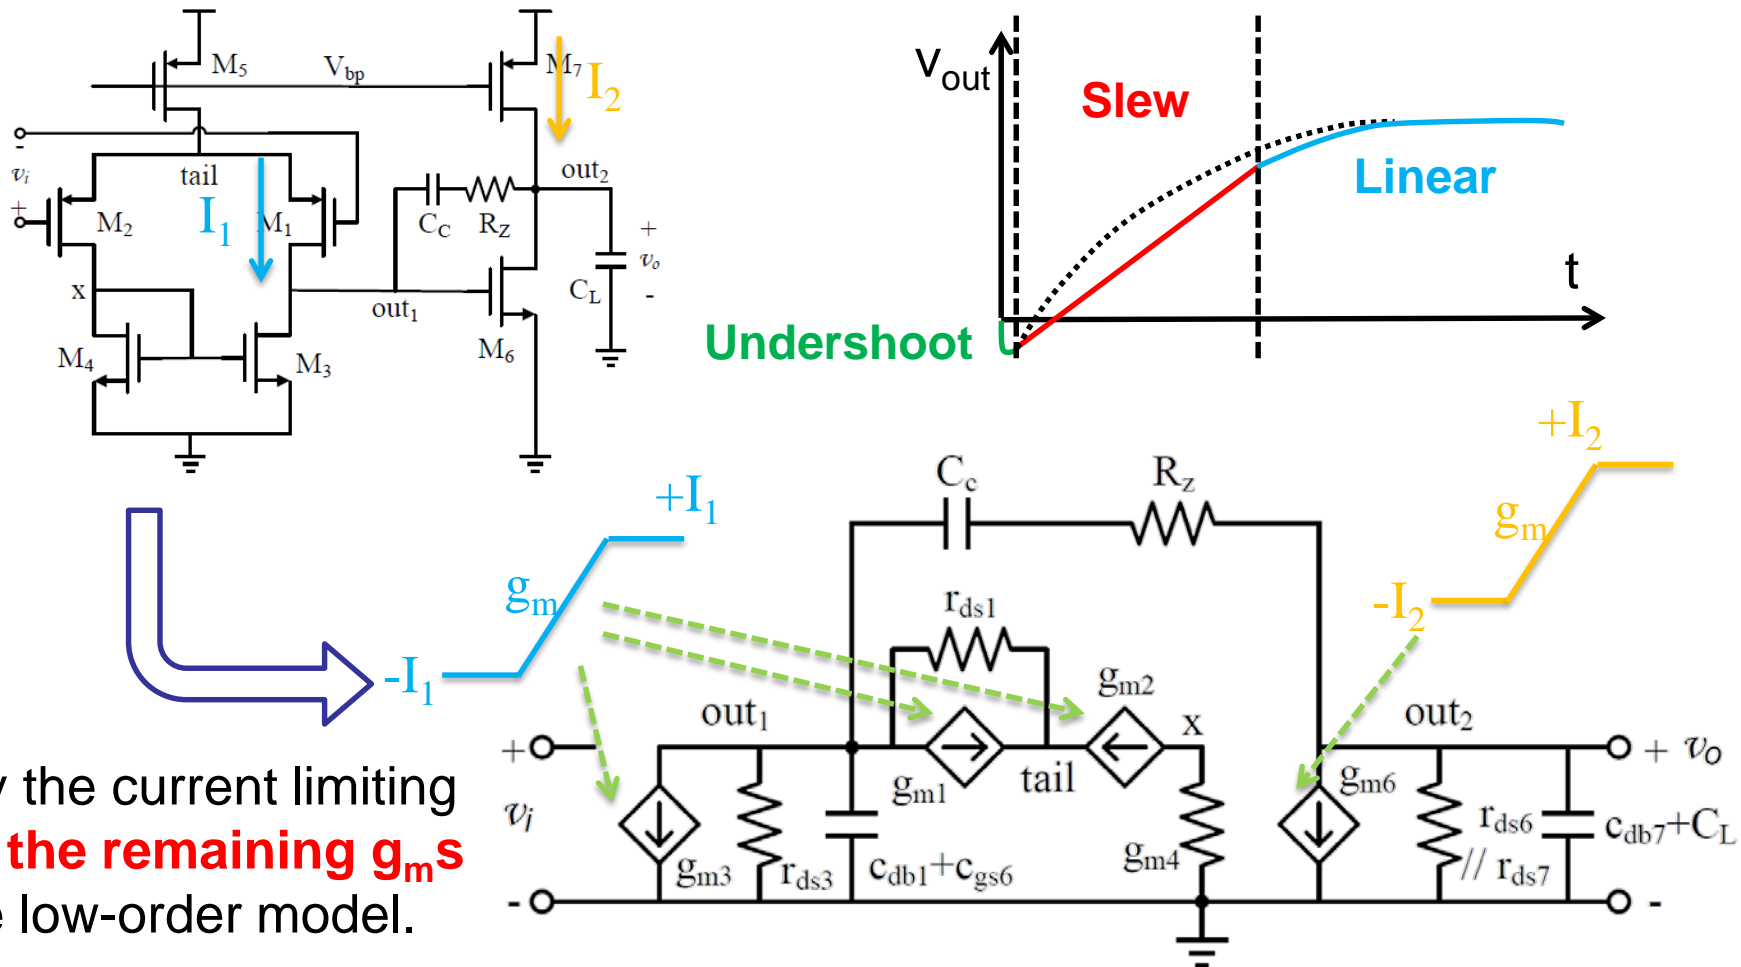 M5
Vbp
M7
I2
-
vi
+
tail
out2
M2
I1
M1
CC
RZ
+
vo
-
x
out1
CL
M4
M3
M6
vout
Slew
Linear
t
Undershoot
+I1
gm
-I1
+I2
gm
-I2
Cc
Rz
rds1
gm2
out1
x
out2
+
gm1
tail
gm6
+ vo
vi
gm3
rds3
cdb1+cgs6
gm4
rds6
// rds7
cdb7+CL
-
-
y the current limiting
the remaining gms
e low-order model.